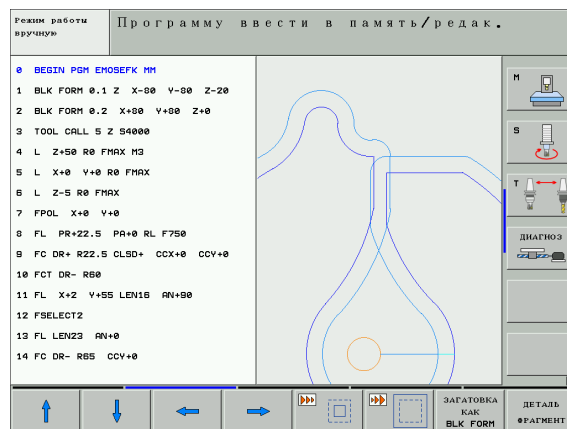 Режим работы
вручную
Программу ввести в память/редак.
0 BEGIN PGM EMOSEFK MM
1 BLK FORM 0.1 Z X-80 Y-80 Z-20
2 BLK FORM 0.2 X+80 Y+80 Z+0
3 TOOL CALL 5 Z S4000
4 L Z+50 R0 FMAX M3
5 L X+0 Y+0 R0 FMAX
6 L Z-5 R0 FMAX
7 FPOL X+0 Y+0
8 FL PR+22.5 PA+0 RL F750
9 FC DR+ R22.5 CLSD+ CCX+0 CCY+0
10 FCT DR- R60
11 FL X+2 Y+55 LEN16 AN+90
12 FSELECT2
13 FL LEN23 AN+0
14 FC DR- R65 CCY+0
M
S
T
ДИАГНОЗ
ЗАГАТОВКА
КАК
BLK FORM
ДЕТАЛЬ
ФРАГМЕНТ